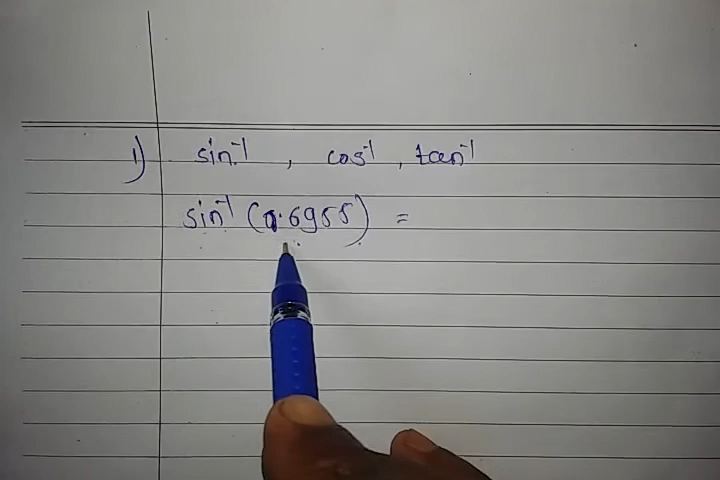 1) sin⁻¹ , cos⁻¹ , tan⁻¹
sin⁻¹ (0.6955) =